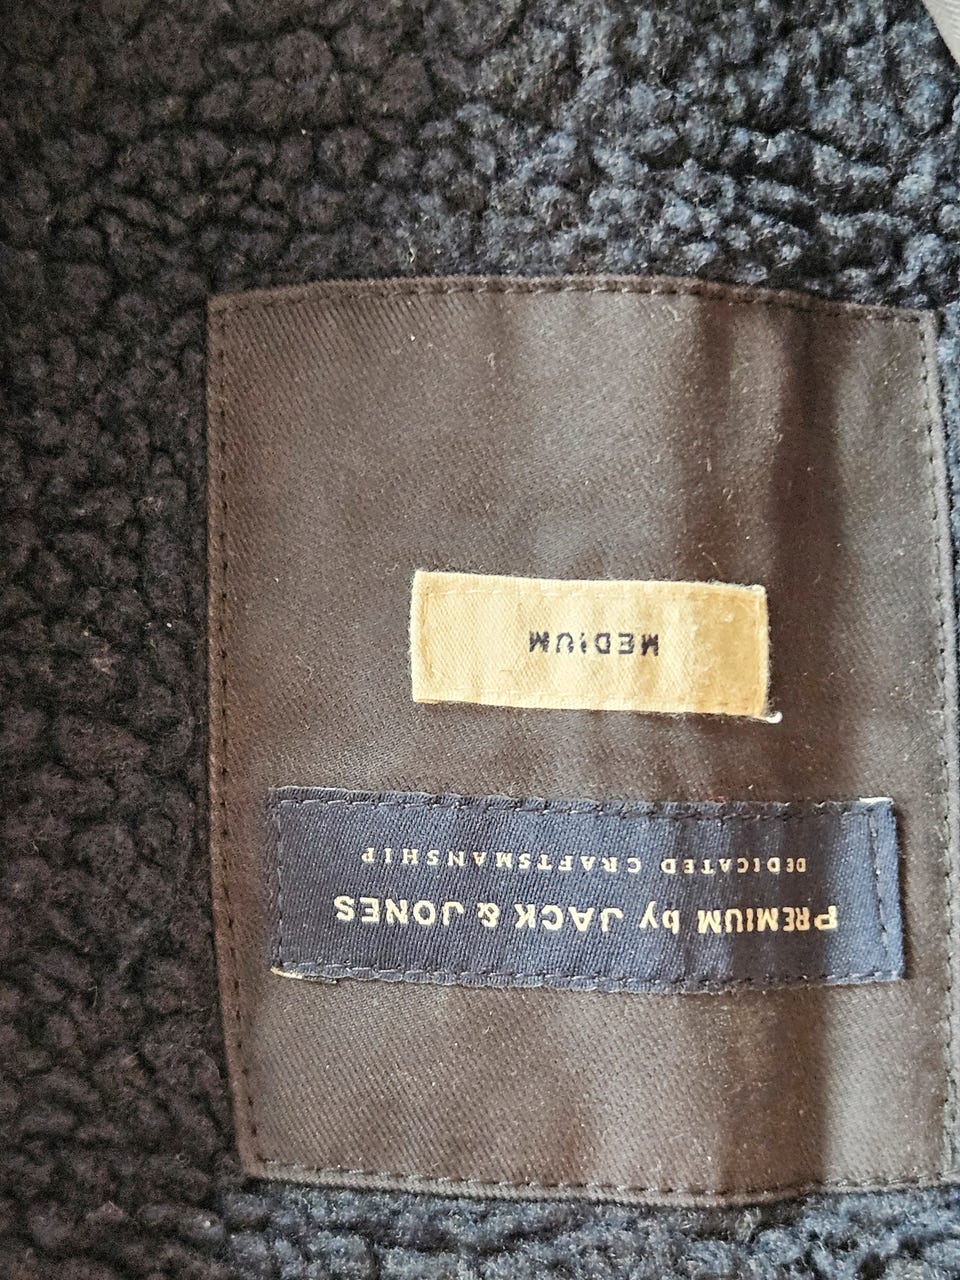 PREMIUM by JACK & JONES
DEDICATED CRAFTSMANSHIP
MEDIUM